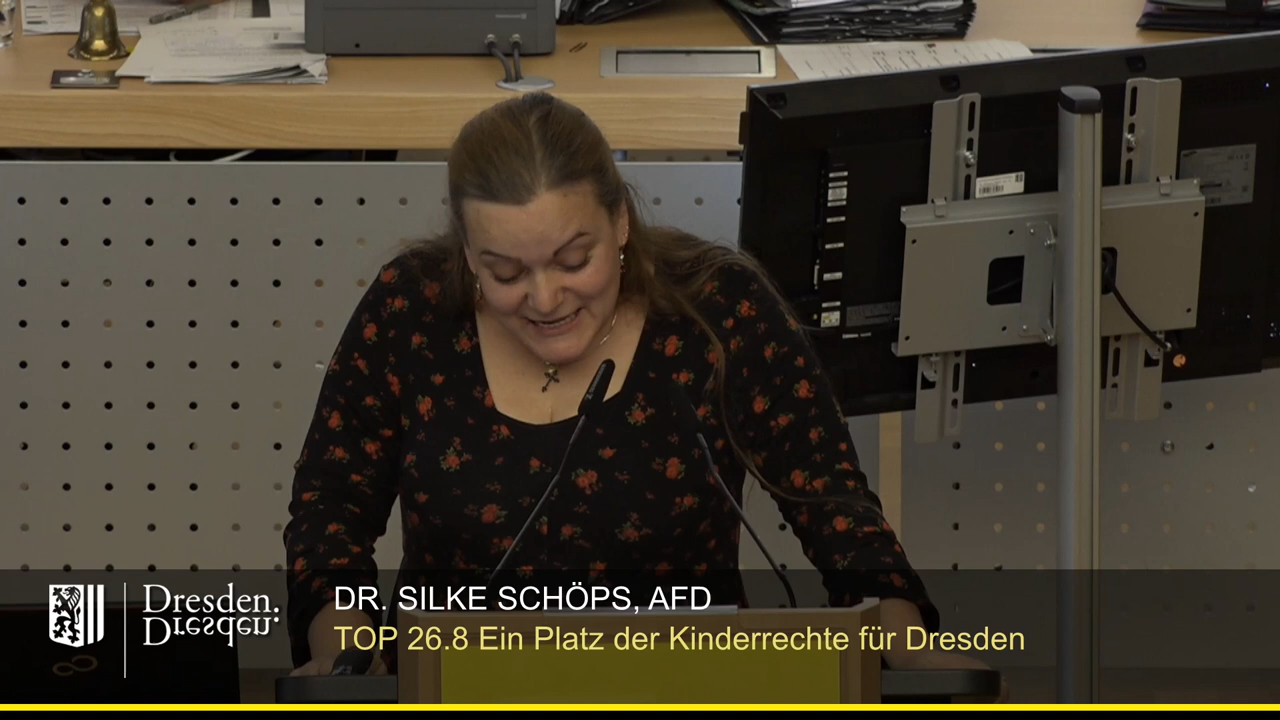 Dresden.
Dresden.
DR. SILKE SCHÖPS, AFD
TOP 26.8 Ein Platz der Kinderrechte für Dresden